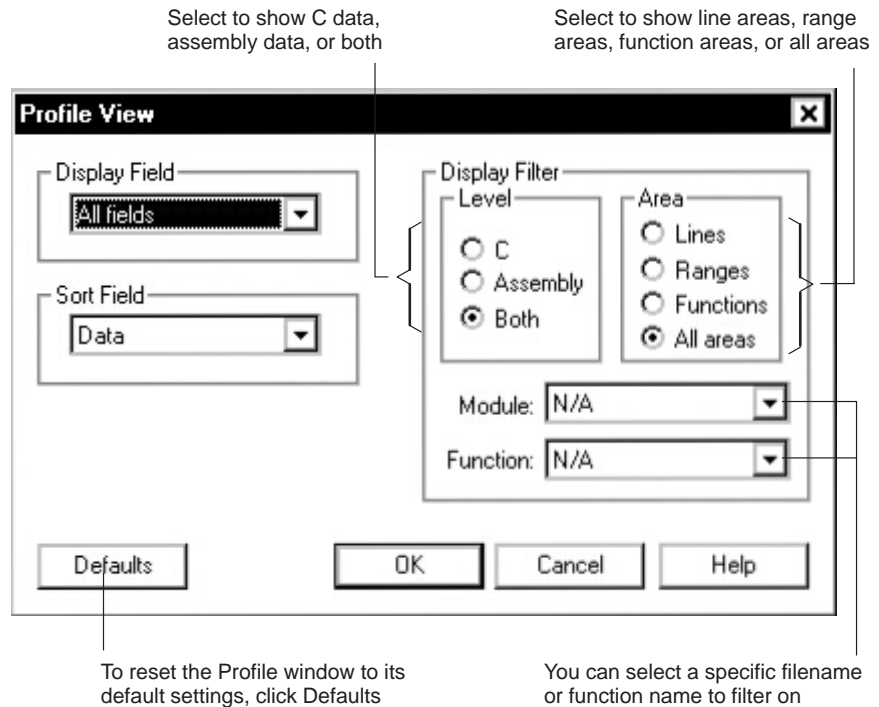 Select to show C data,
assembly data, or both
Select to show line areas, range
areas, function areas, or all areas
Profile View
Display Field
All fields
Sort Field
Data
Display Filter
Level
C
Assembly
Both
Area
Lines
Ranges
Functions
All areas
Module: N/A
Function: N/A
Defaults
OK
Cancel
Help
To reset the Profile window to its
default settings, click Defaults
You can select a specific filename
or function name to filter on